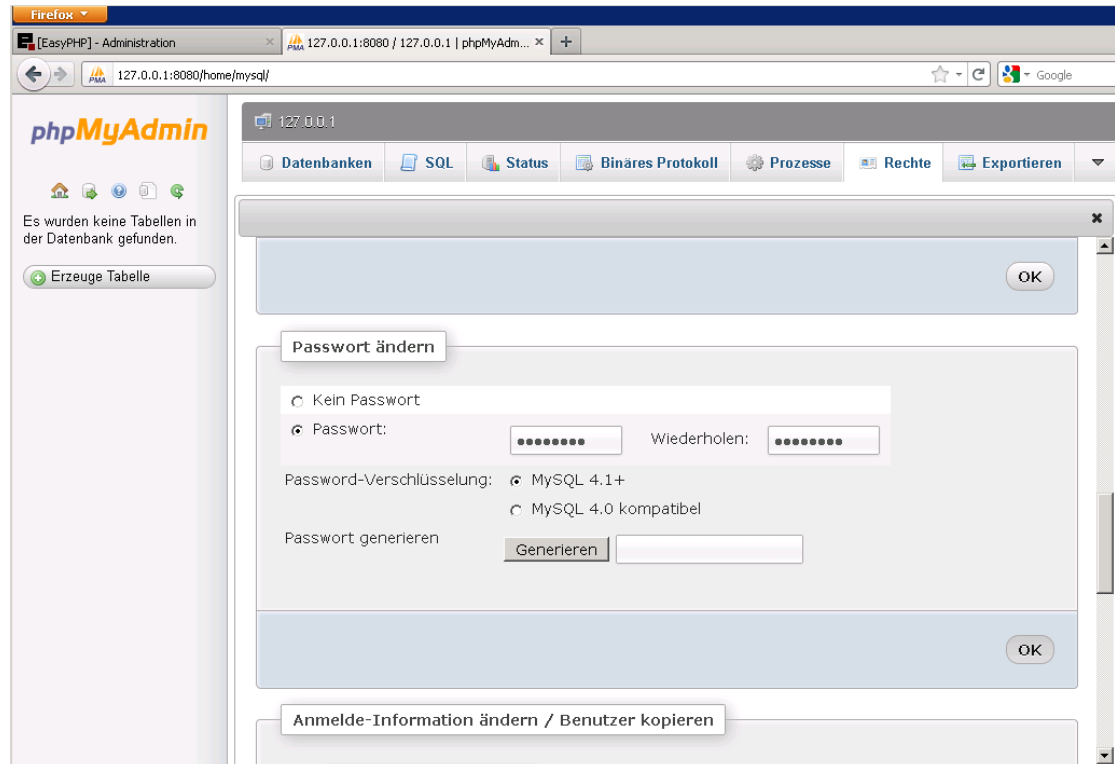 Firefox
[EasyPHP] - Administration
PMA 127.0.0.1:8080 / 127.0.0.1 | phpMyAdm...
PMA 127.0.0.1:8080/home/mysql/
Google
phpMyAdmin
127.0.0.1
Datenbanken SQL Status Binäres Protokoll Prozesse Rechte Exportieren
Es wurden keine Tabellen in
der Datenbank gefunden.
Erzeuge Tabelle
OK
Passwort ändern
Kein Passwort
Passwort: •••••••• Wiederholen: ••••••••
Password-Verschlüsselung: MySQL 4.1+
MySQL 4.0 kompatibel
Passwort generieren Generieren
OK
Anmelde-Information ändern / Benutzer kopieren